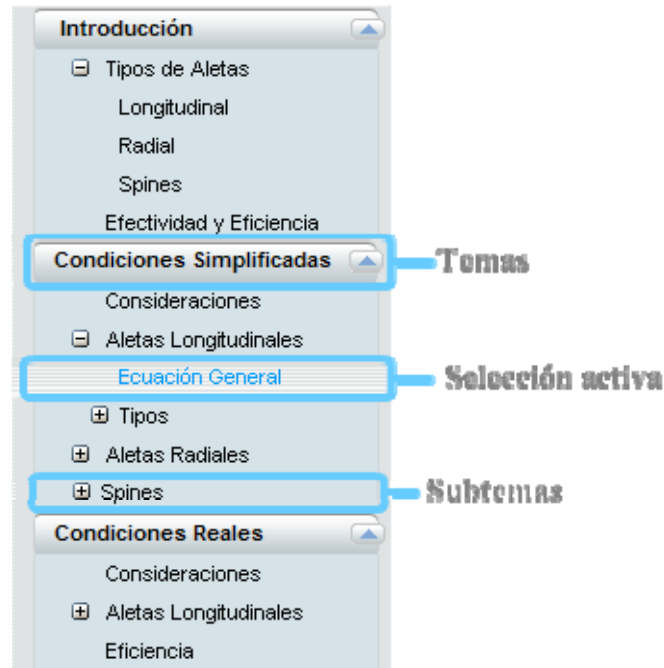 Introducción
Tipos de Aletas
Longitudinal
Radial
Spines
Efectividad y Eficiencia
Condiciones Simplificadas Temas
Consideraciones
Aletas Longitudinales
Ecuación General Selección activa
Tipos
Aletas Radiales
Spines Subtemas
Condiciones Reales
Consideraciones
Aletas Longitudinales
Eficiencia